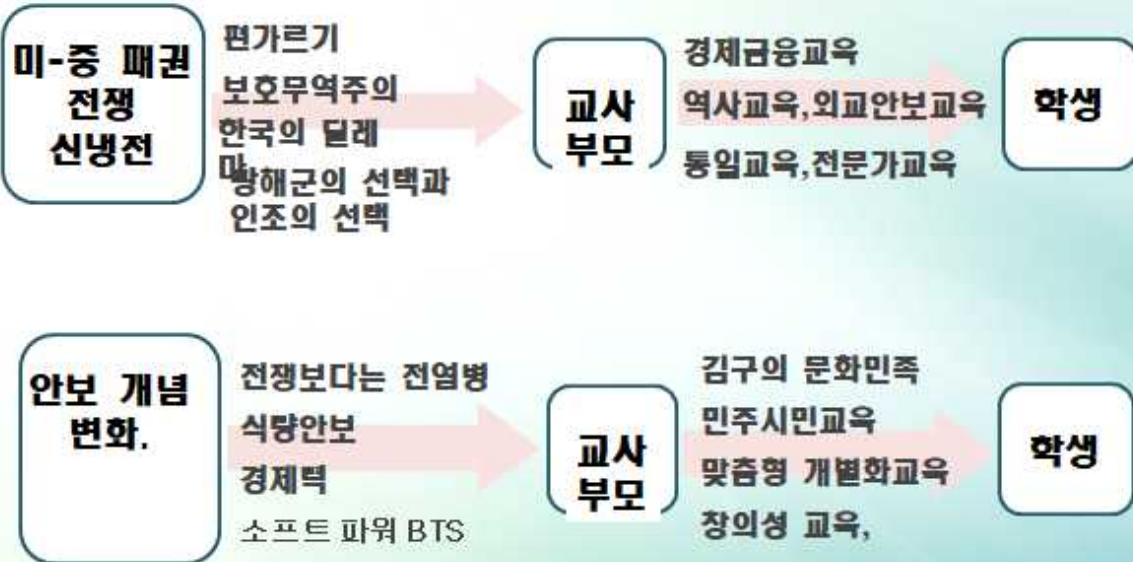 미-중 패권
전쟁
신냉전
편가르기
보호무역주의
한국의 딜레
마
광해군의 선택과
인조의 선택
교사
부모
경제금융교육
역사교육,외교안보교육
통일교육,전문가교육
학생
안보 개념
변화.
전쟁보다는 전염병
식량안보
경제력
소프트 파워 BTS
교사
부모
김구의 문화민족
민주시민교육
맞춤형 개별화교육
창의성 교육,
학생